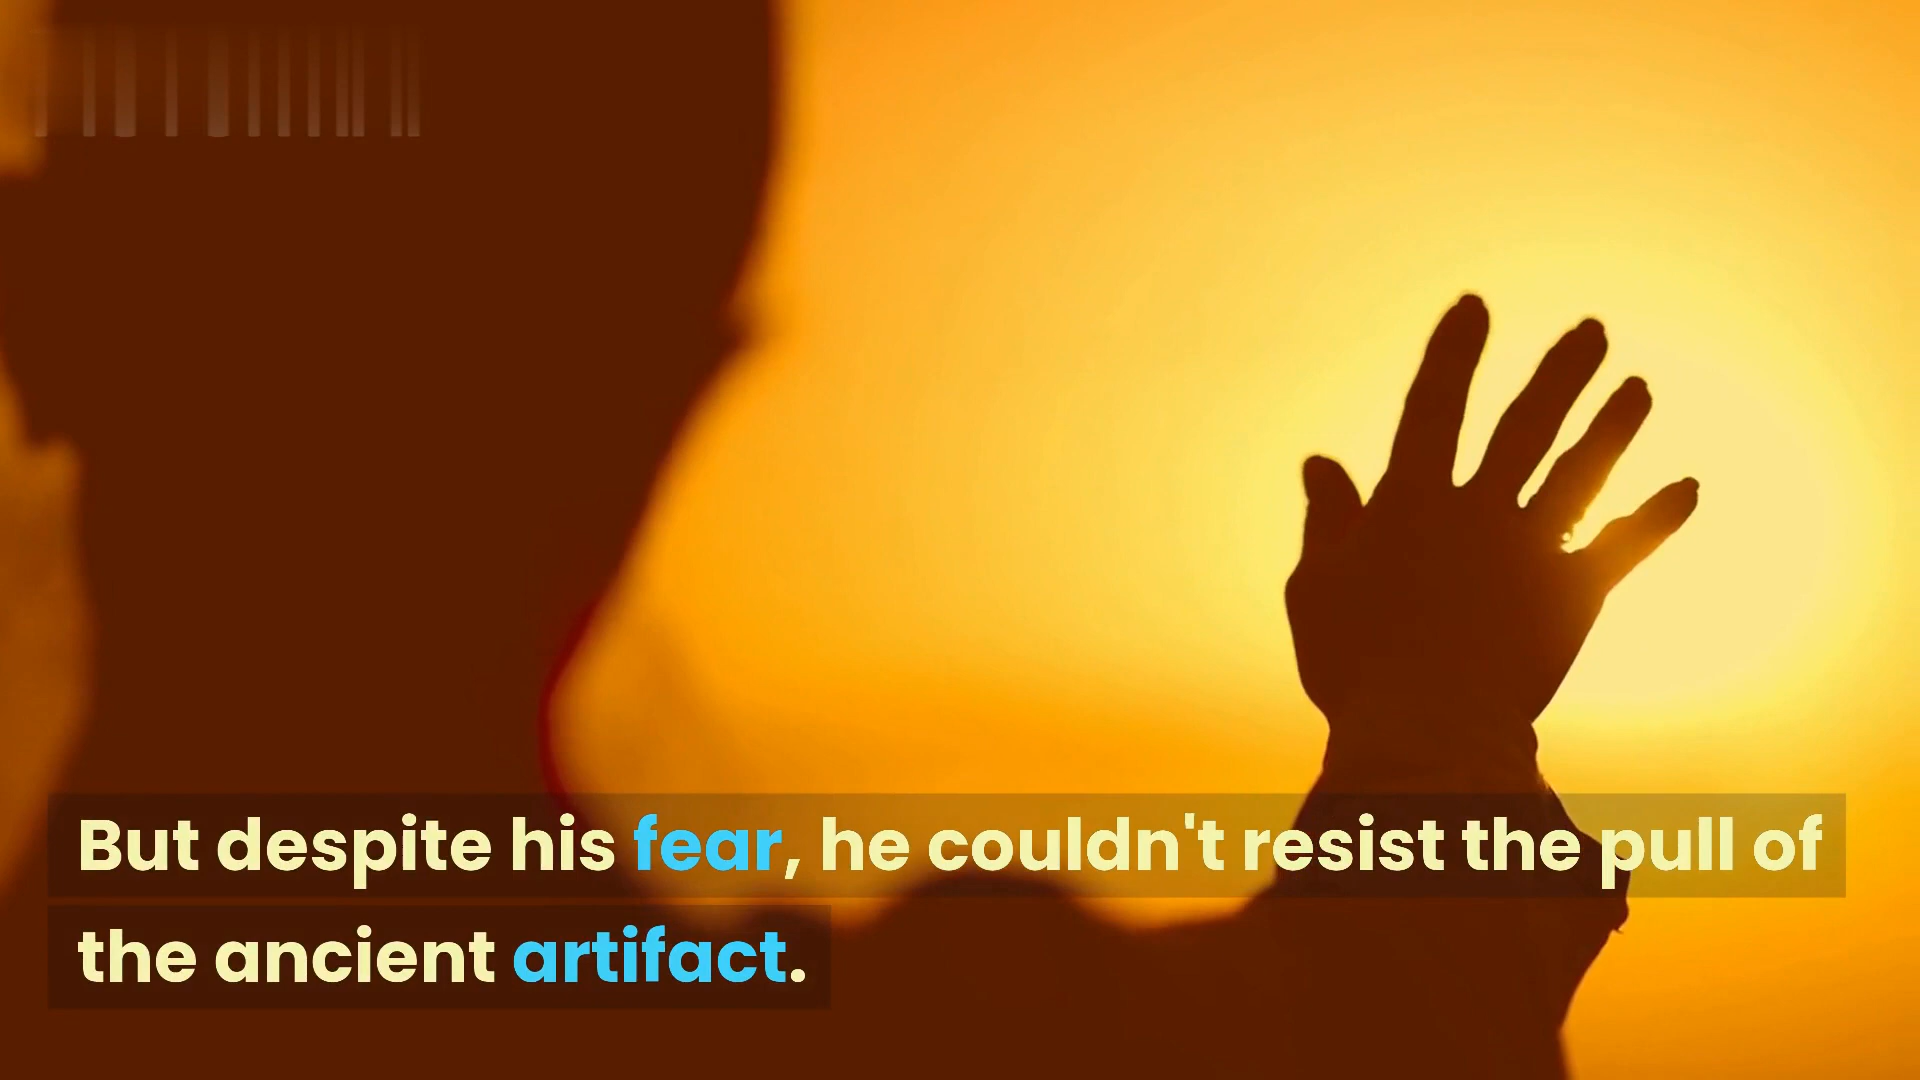 But despite his fear, he couldn't resist the pull of
the ancient artifact.